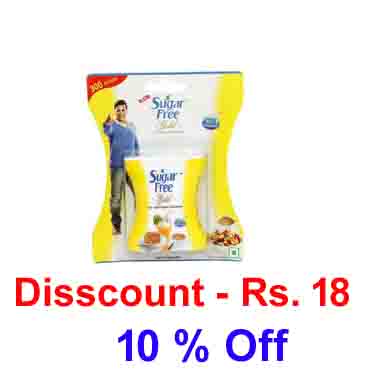 300
Sugar
Free
Gold
Sugar
Free
Gold
Disscount - Rs. 18
10 % Off